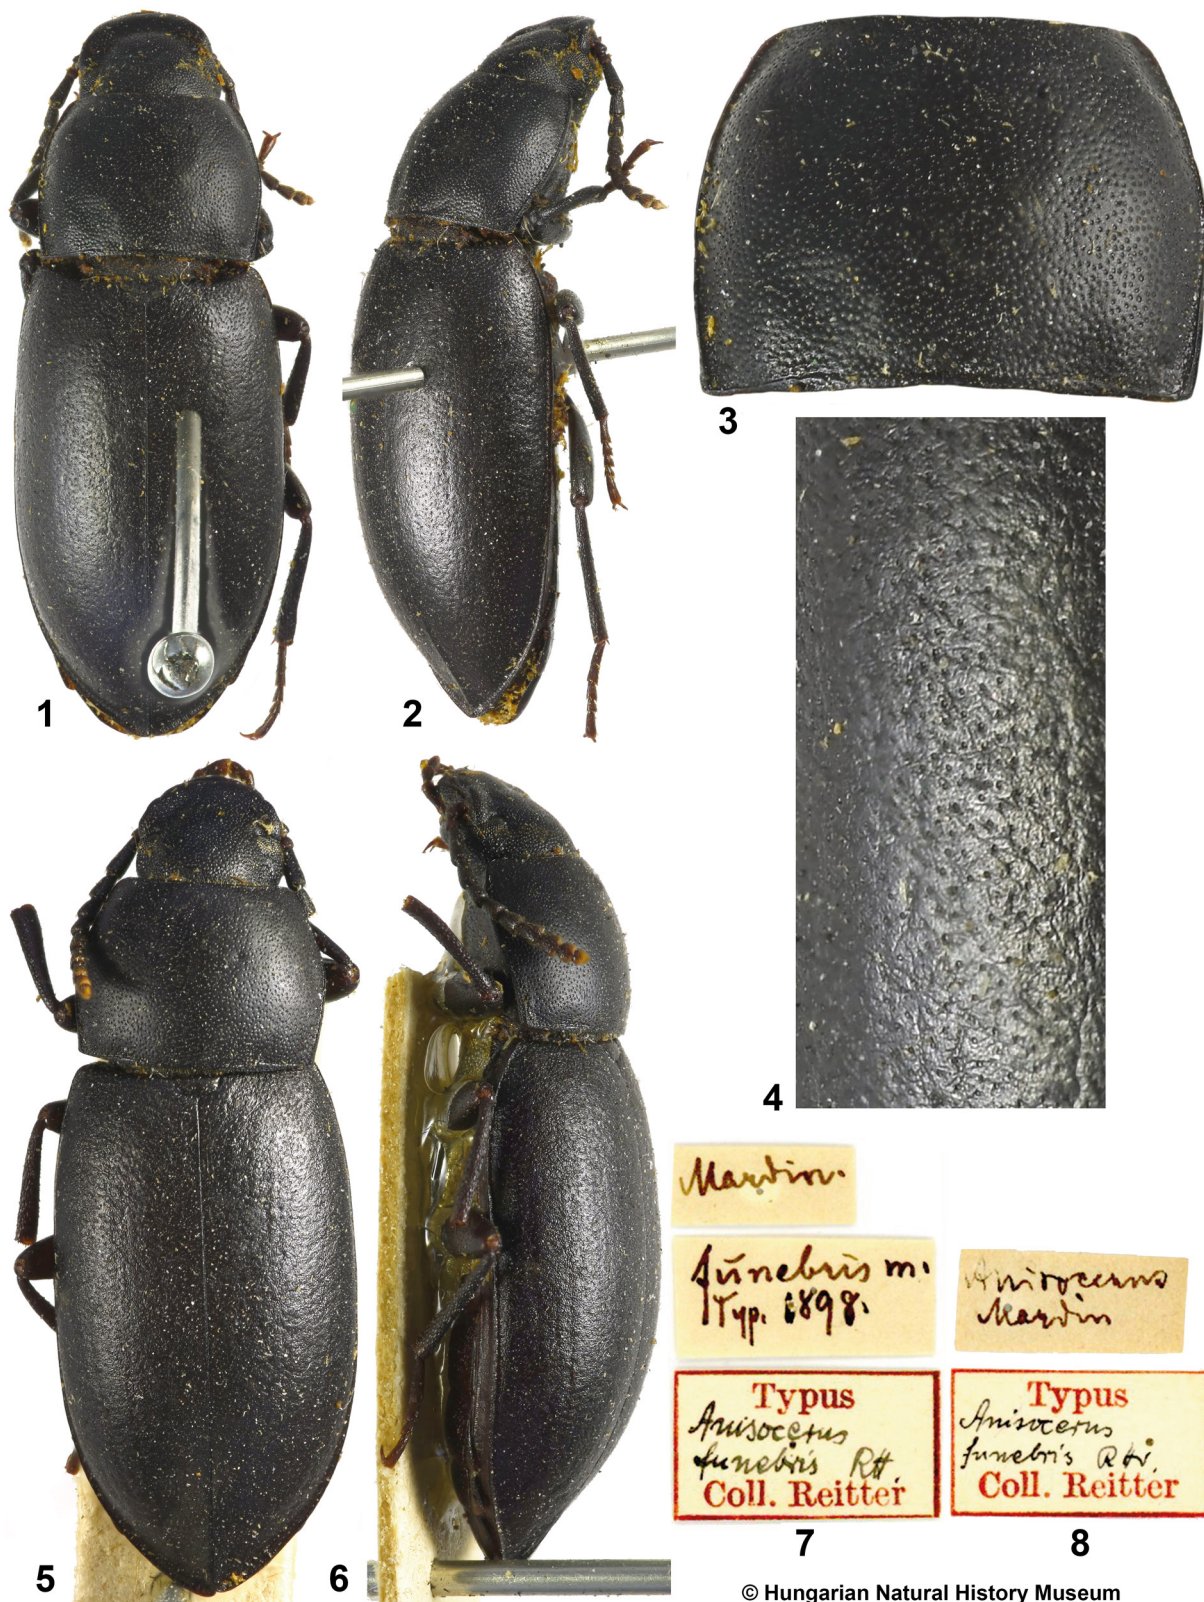 1
2
3
4
5
6
Mardin.
funebris m.
Typ. 1898.
Typus
Anisocerus
funebris Rtt.
Coll. Reitter
7
Anisocerus
Mardin
Typus
Anisocerus
funebris Rttr.
Coll. Reitter
8
© Hungarian Natural History Museum